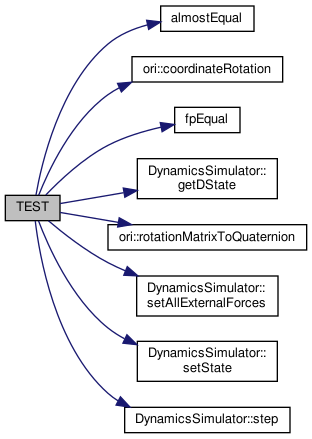 almostEqual
ori::coordinateRotation
fpEqual
DynamicsSimulator::
getDState
TEST
ori::rotationMatrixToQuaternion
DynamicsSimulator::
setAllExternalForces
DynamicsSimulator::
setState
DynamicsSimulator::step